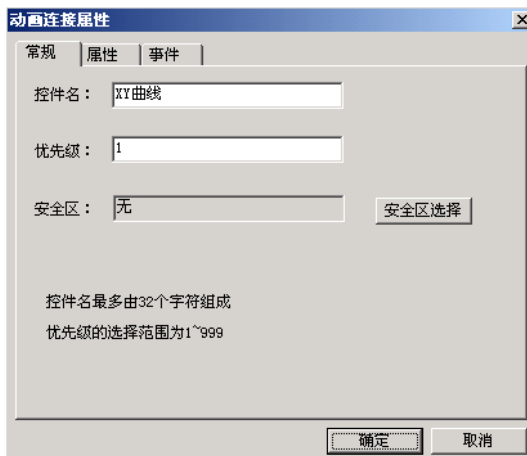 动画连接属性
常规 属性 事件
控件名： XY曲线
优先级： 1
安全区： 无 安全区选择
控件名最多由32个字符组成
优先级的选择范围为1~999
确定 取消